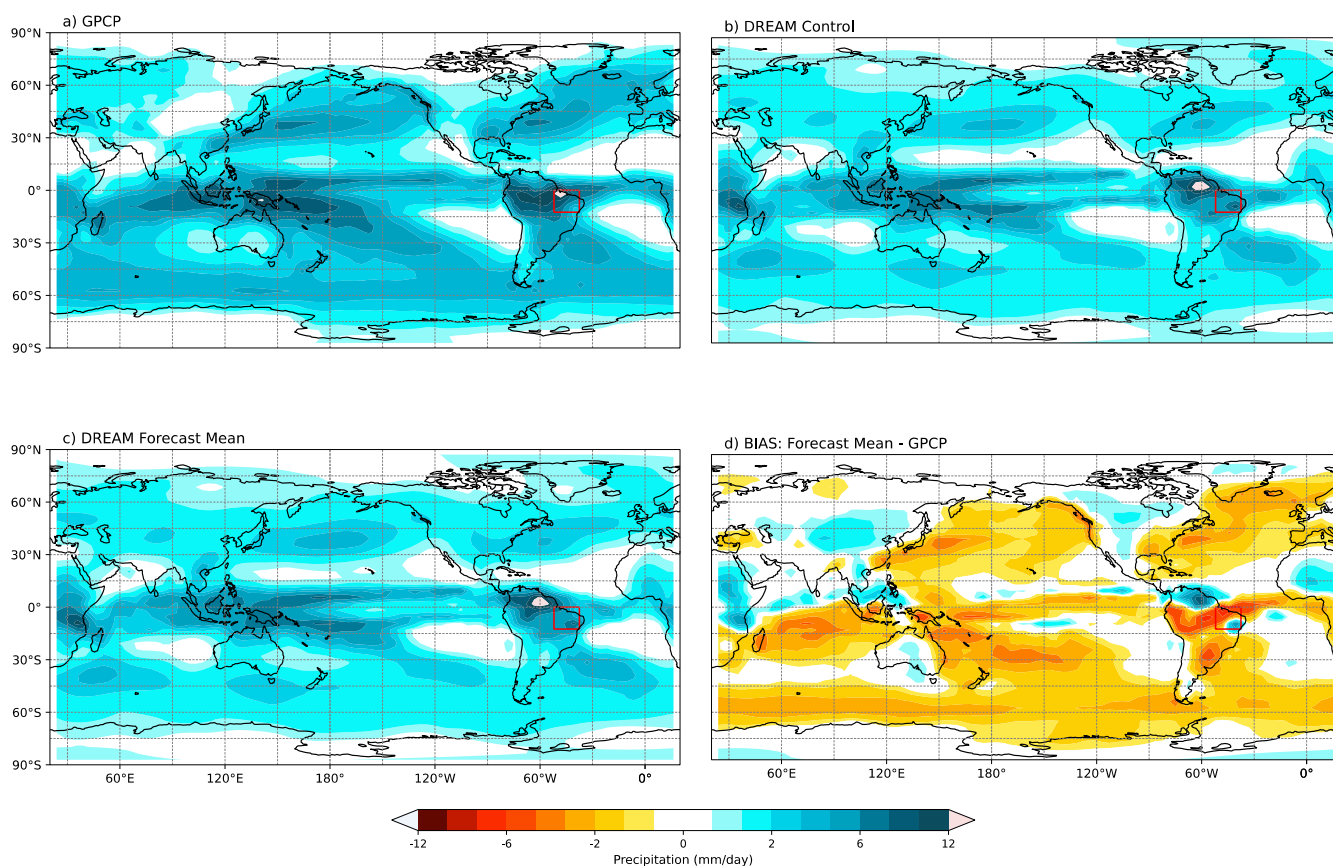 a) GPCP
b) DREAM Control
90°N
60°N
30°N
0°
30°S
60°S
90°S
c) DREAM Forecast Mean
d) BIAS: Forecast Mean - GPCP
90°N
60°N
30°N
0°
30°S
60°S
90°S
60°E 120°E 180° 120°W 60°W 0°
60°E 120°E 180° 120°W 60°W 0°
-12 -6 -2 0 2 6 12
Precipitation (mm/day)